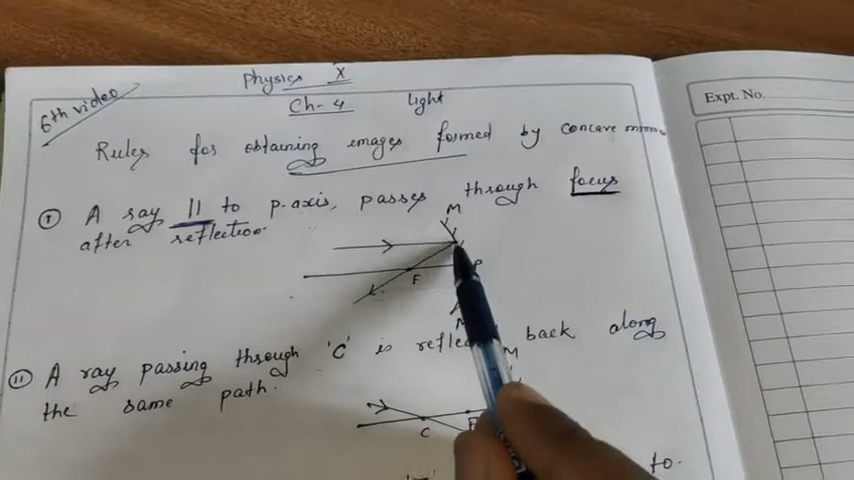 6th video
Physics X
Ch-4 light
Expt. No.
Rules for obtaining images formed by concave
I A ray 11 to p-axis, passes through focus
after reflection.
M
F
P
M
II A ray passing through 'C' is back along
the same path.
M
C
to